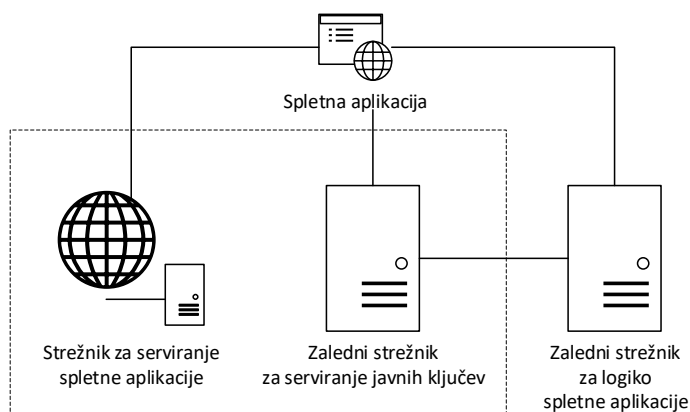 Spletna aplikacija
Strežnik za serviranje
spletne aplikacije
Zaledni strežnik
za serviranje javnih ključev
Zaledni strežnik
za logiko
spletne aplikacije